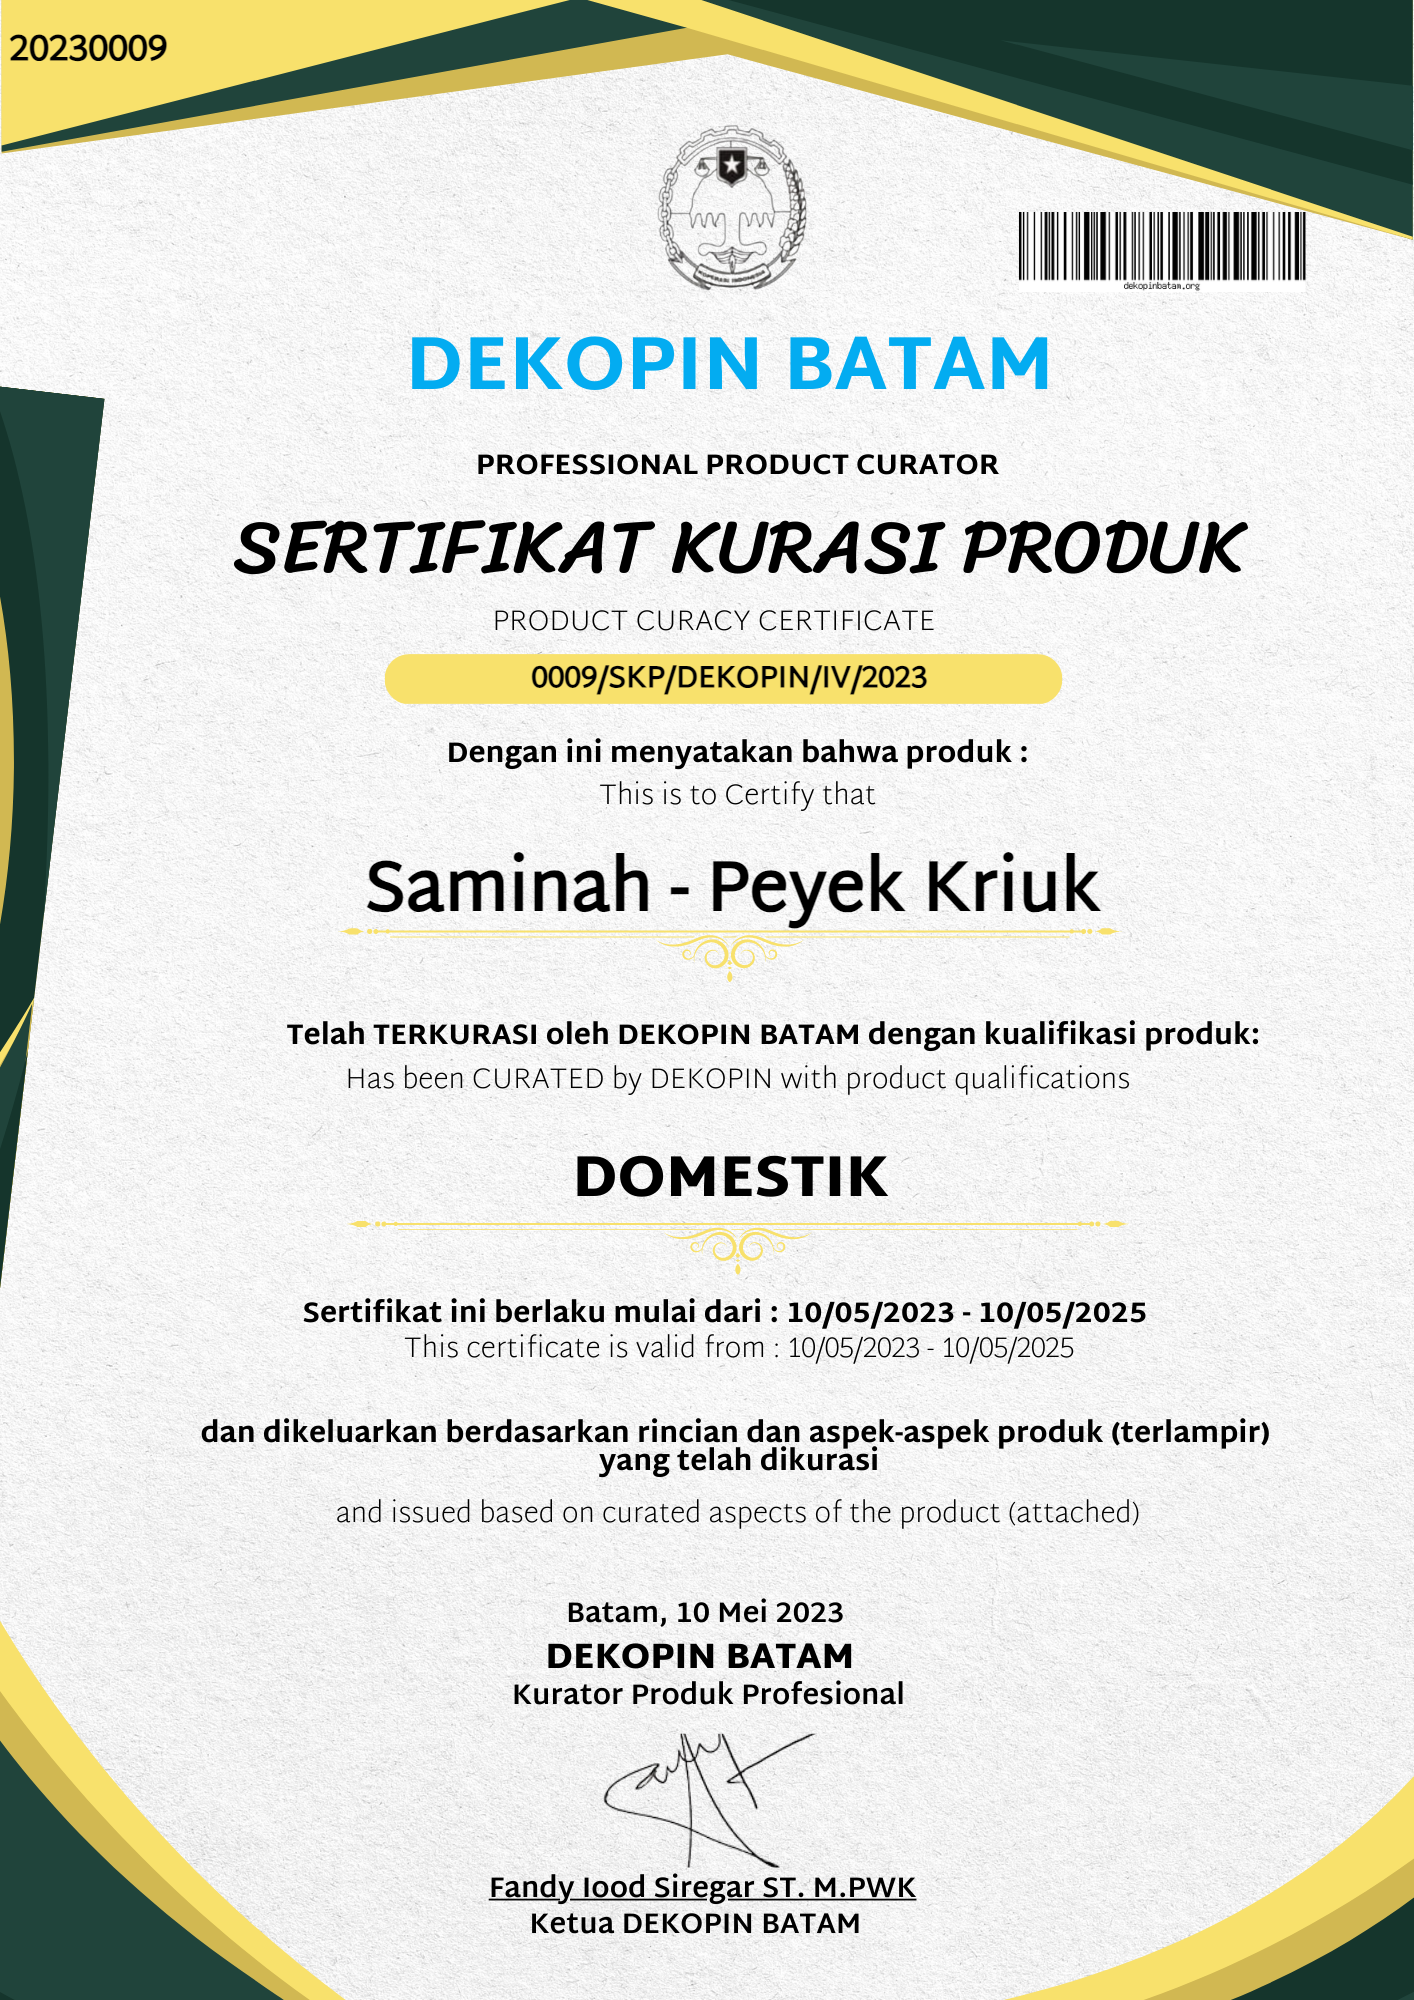 20230009
KOPERASI INDONESIA
dekopinbatam.org
DEKOPIN BATAM
PROFESSIONAL PRODUCT CURATOR
SERTIFIKAT KURASI PRODUK
PRODUCT CURACY CERTIFICATE
0009/SKP/DEKOPIN/IV/2023
Dengan ini menyatakan bahwa produk :
This is to Certify that
Saminah - Peyek Kriuk
Telah TERKURASI oleh DEKOPIN BATAM dengan kualifikasi produk:
Has been CURATED by DEKOPIN with product qualifications
DOMESTIK
Sertifikat ini berlaku mulai dari : 10/05/2023 - 10/05/2025
This certificate is valid from : 10/05/2023 - 10/05/2025
dan dikeluarkan berdasarkan rincian dan aspek-aspek produk (terlampir)
yang telah dikurasi
and issued based on curated aspects of the product (attached)
Batam, 10 Mei 2023
DEKOPIN BATAM
Kurator Produk Profesional
Fandy Iood Siregar ST. M.PWK
Ketua DEKOPIN BATAM